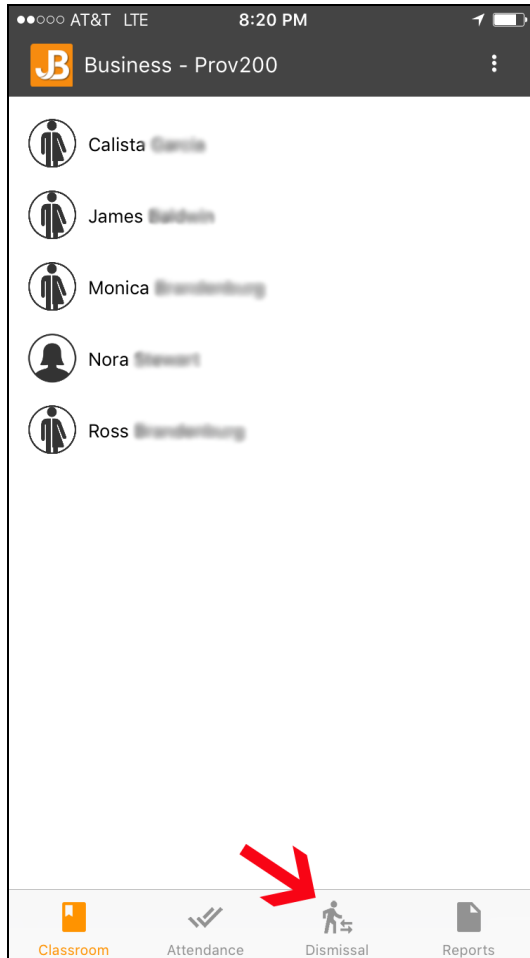 AT&T LTE 8:20 PM
JB Business - Prov200
Calista
James
Monica
Nora
Ross
Classroom Attendance Dismissal Reports